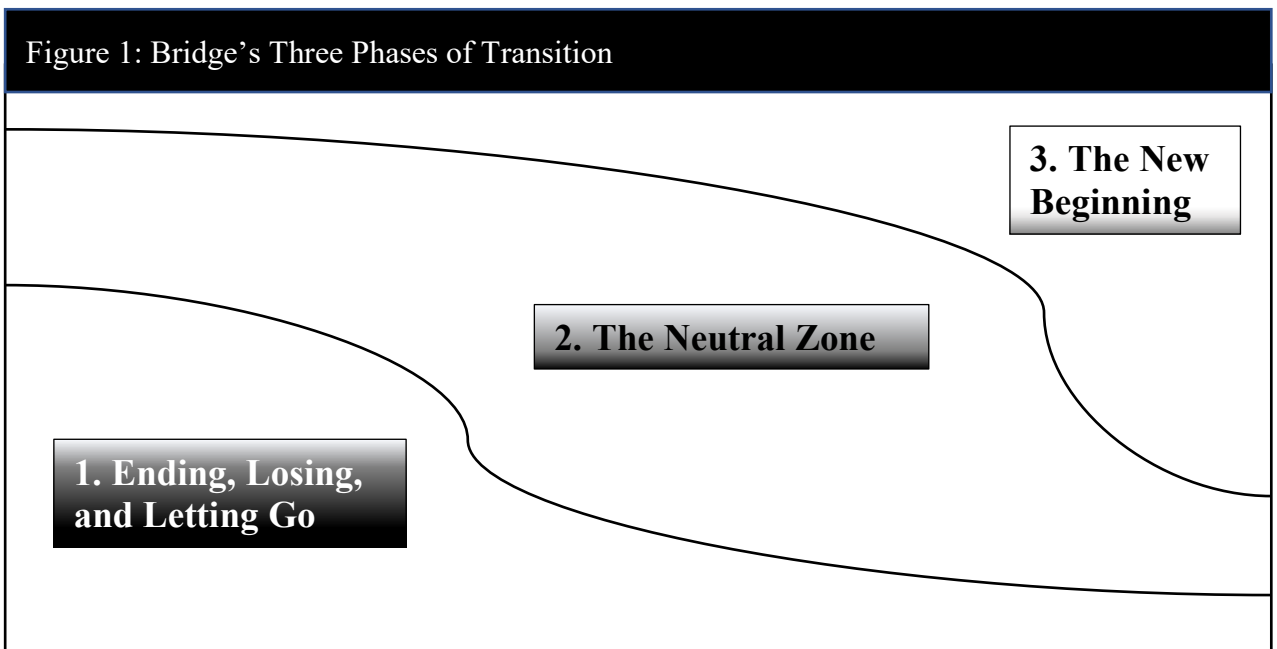 Figure 1: Bridge’s Three Phases of Transition
3. The New
Beginning
2. The Neutral Zone
1. Ending, Losing,
and Letting Go